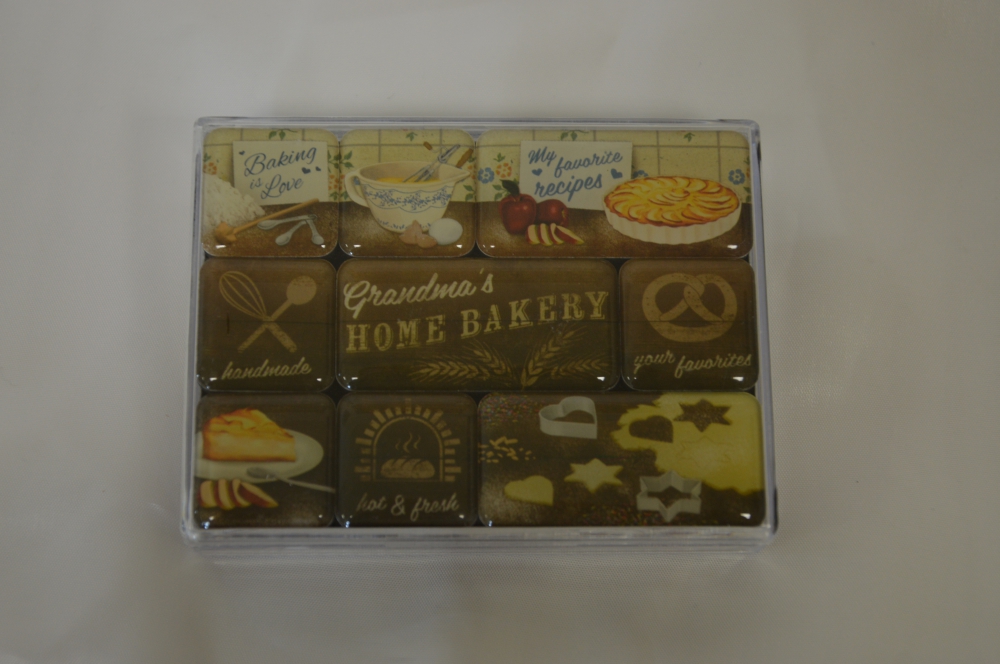 Baking
is
Love
My
favorite
recipes
handmade
Grandma's
HOME BAKERY
your favorites
hot & fresh